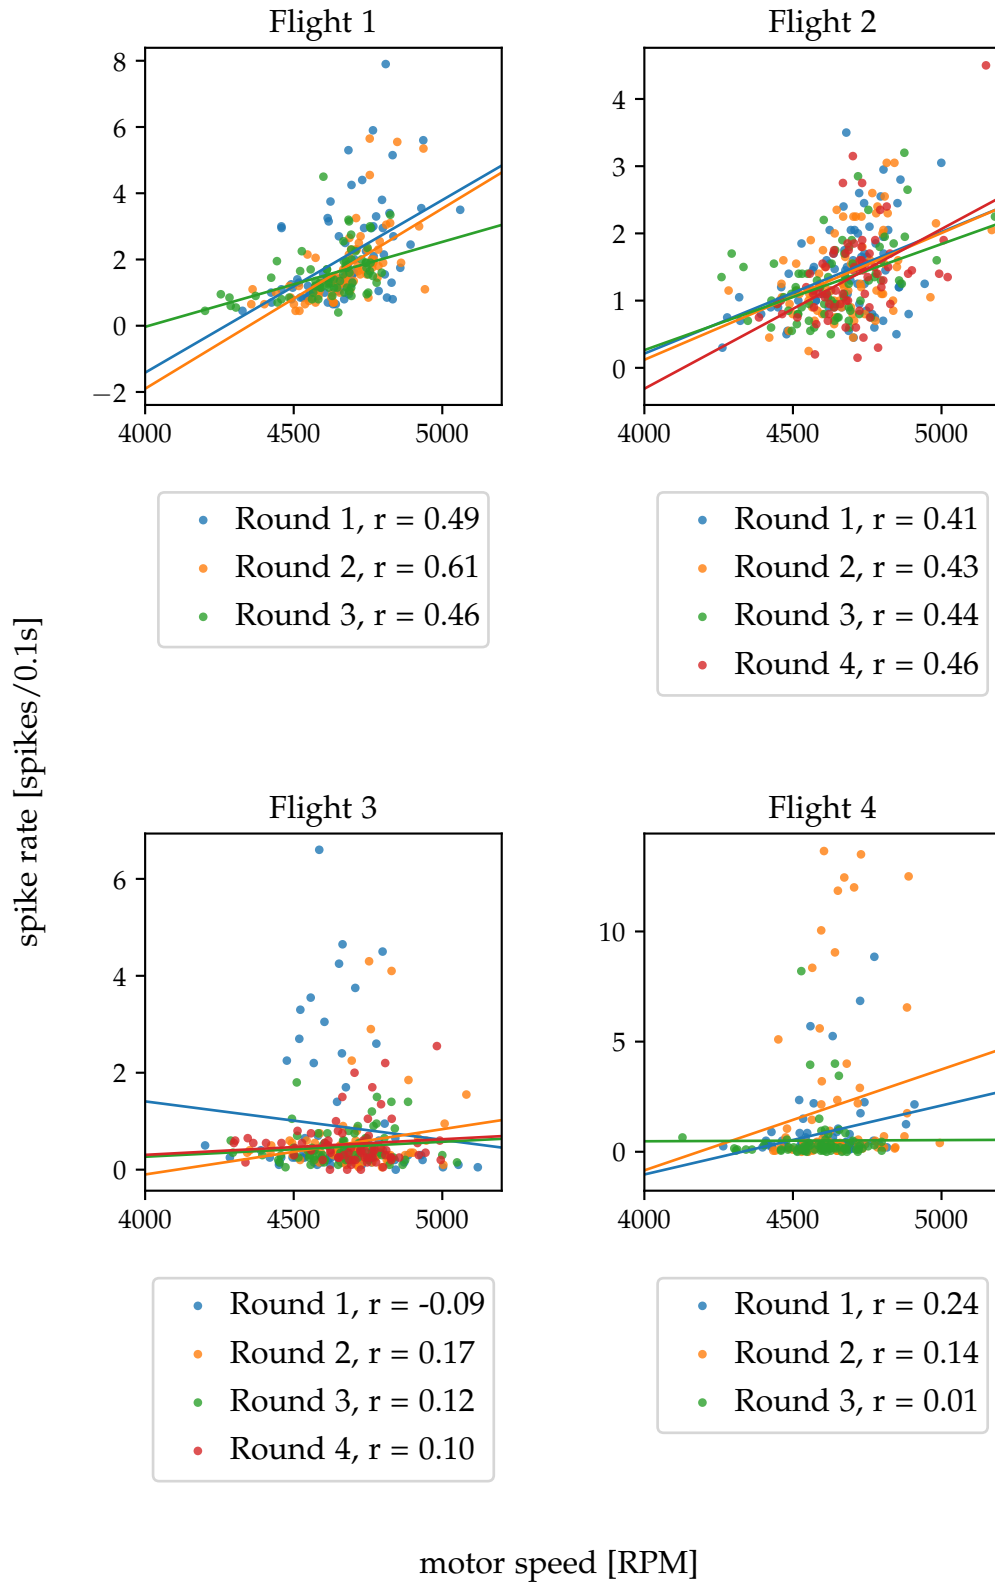 Flight 1
8
6
4
2
0
−2
4000 4500 5000
Round 1, r = 0.49
Round 2, r = 0.61
Round 3, r = 0.46
Flight 2
4
3
2
1
0
4000 4500 5000
Round 1, r = 0.41
Round 2, r = 0.43
Round 3, r = 0.44
Round 4, r = 0.46
spike rate [spikes/0.1s]
Flight 3
6
4
2
0
4000 4500 5000
Round 1, r = -0.09
Round 2, r = 0.17
Round 3, r = 0.12
Round 4, r = 0.10
Flight 4
10
5
0
4000 4500 5000
Round 1, r = 0.24
Round 2, r = 0.14
Round 3, r = 0.01
motor speed [RPM]